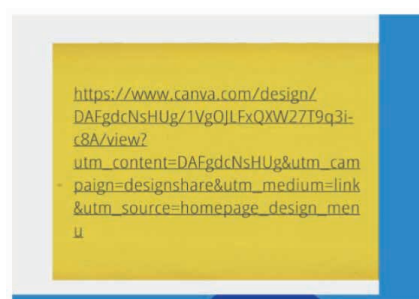 https://www.canva.com/design/
DAFgdcNsHUg/1VgOJLFxQXW27T9q3i-
c8A/view?
utm_content=DAFgdcNsHUg&utm_cam
paign=designshare&utm_medium=link
&utm_source=homepage_design_men
u